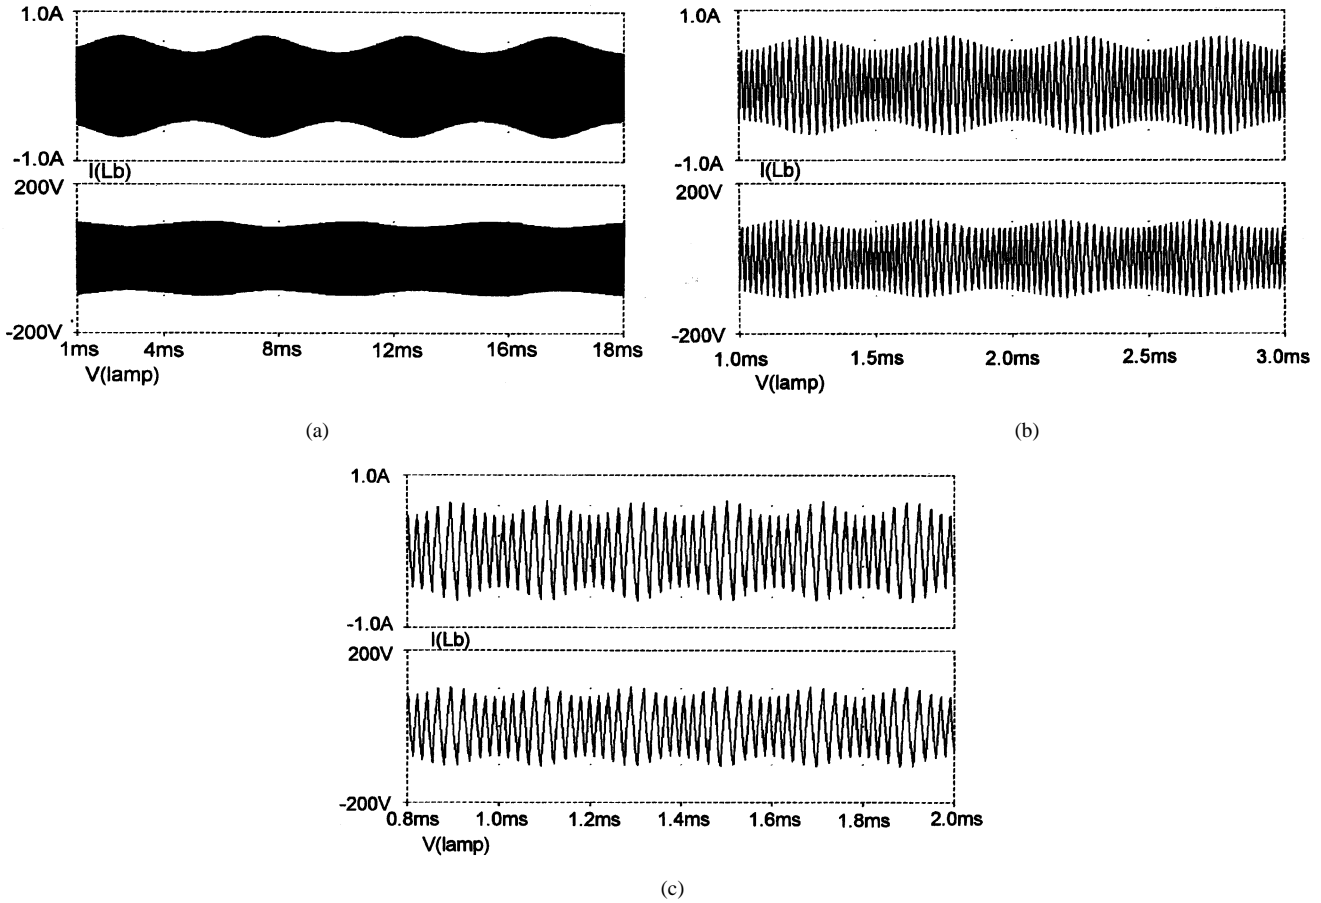 1.0A
-1.0A
I(Lb)
200V
-200V
1ms 4ms 8ms 12ms 16ms 18ms
V(lamp)
(a)
1.0A
-1.0A
I(Lb)
200V
-200V
1.0ms 1.5ms 2.0ms 2.5ms 3.0ms
V(lamp)
(b)
1.0A
-1.0A
I(Lb)
200V
-200V
0.8ms 1.0ms 1.2ms 1.4ms 1.6ms 1.8ms 2.0ms
V(lamp)
(c)